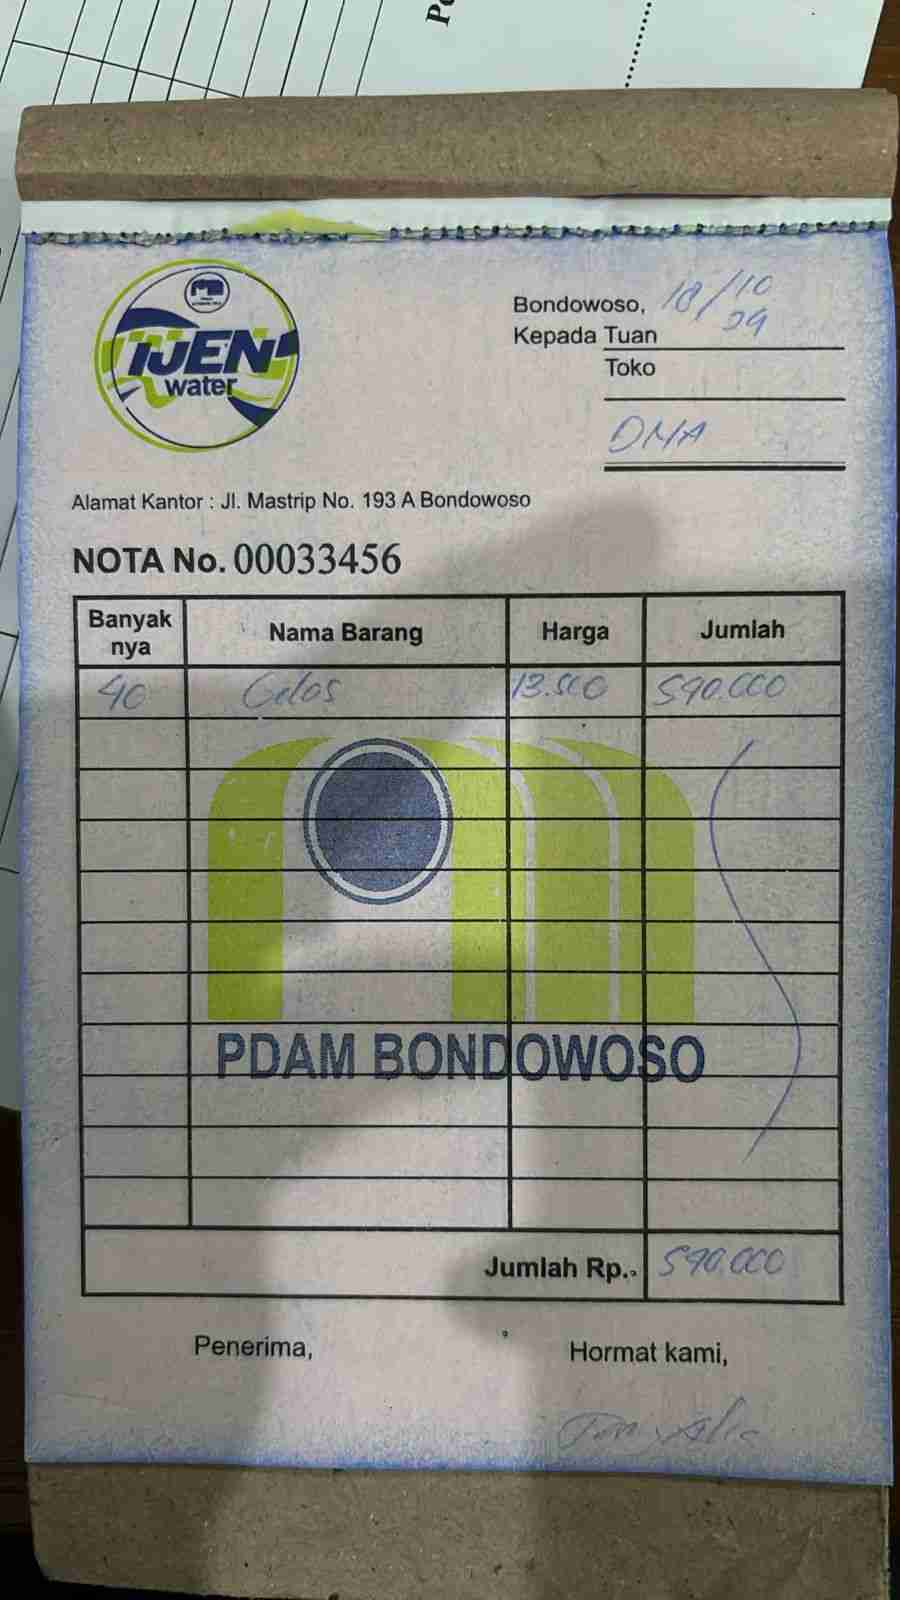 Po
IJEN
water
Bondowoso, 18/10
24
Kepada Tuan
Toko
DMA
Alamat Kantor : Jl. Mastrip No. 193 A Bondowoso
NOTA No. 00033456
Banyak nya Nama Barang Harga Jumlah
40 Gelas 13.500 540.000
PDAM BONDOWOSO
Jumlah Rp.. 540.000
Penerima, Hormat kami,